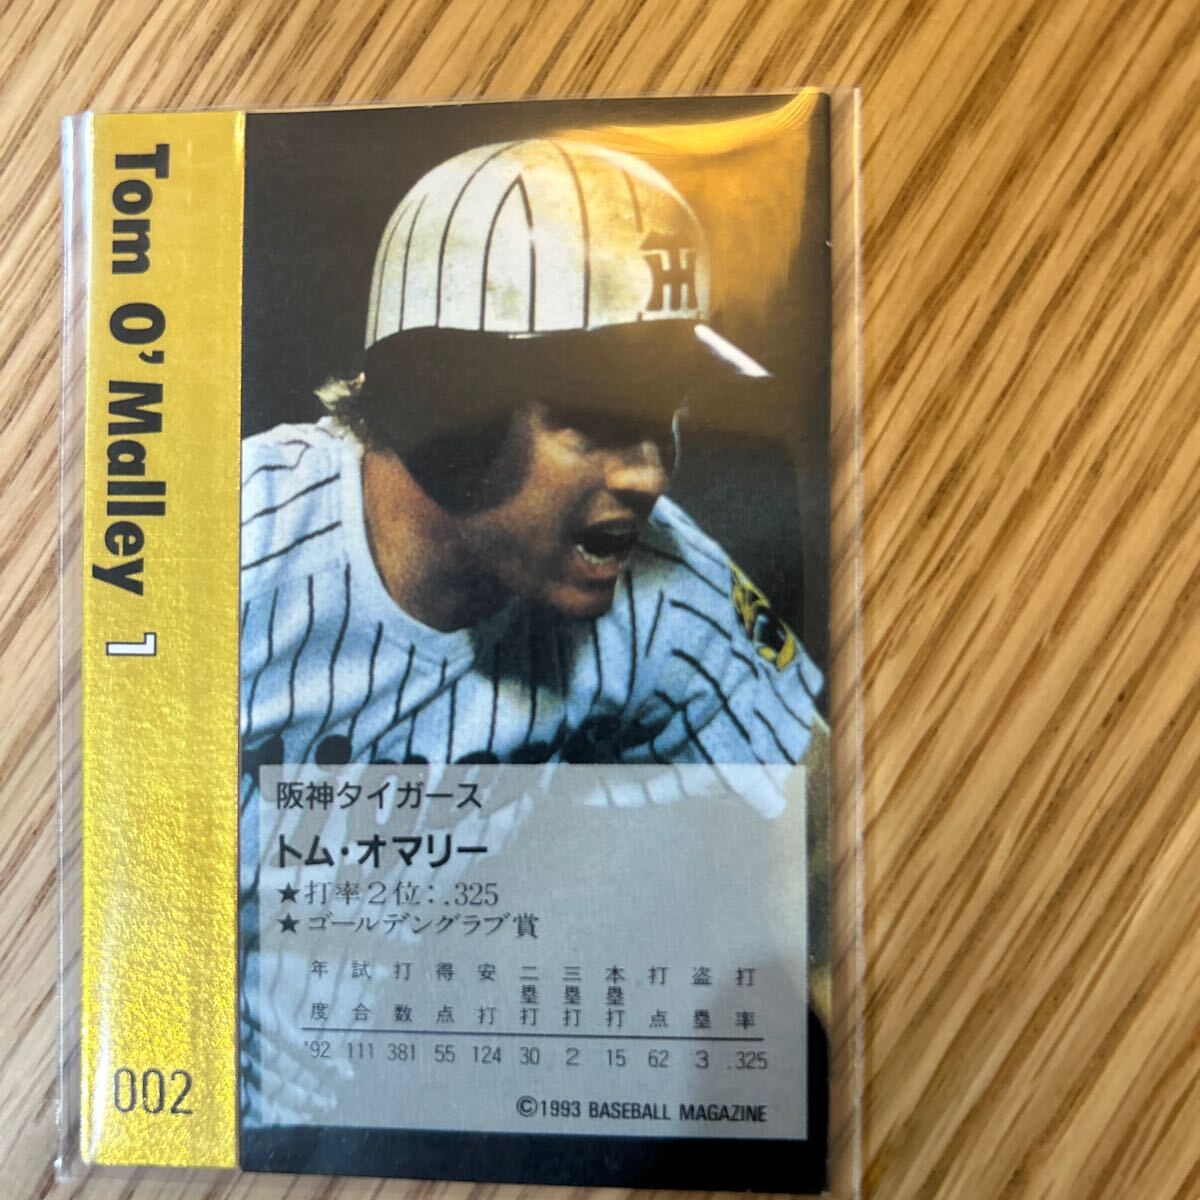 Tom O' Malley 1
002
阪神タイガース
トム・オマリー
★打率2位：.325
★ゴールデングラブ賞
年度 試合 打数 得点 安打 二塁打 三塁打 本塁打 打点 盗塁 打率
'92 111 381 55 124 30 2 15 62 3 .325
©1993 BASEBALL MAGAZINE